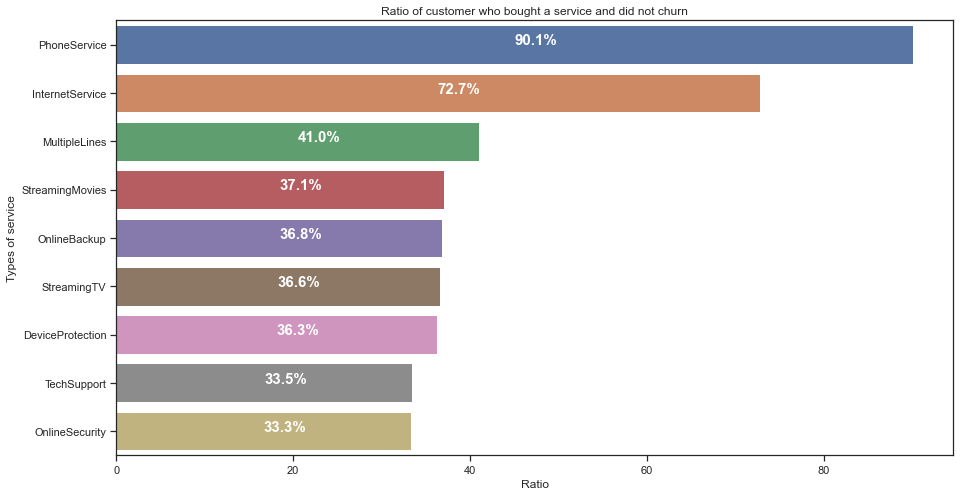 Ratio of customer who bought a service and did not churn
Types of service
PhoneService
90.1%
InternetService
72.7%
MultipleLines
41.0%
StreamingMovies
37.1%
OnlineBackup
36.8%
StreamingTV
36.6%
DeviceProtection
36.3%
TechSupport
33.5%
OnlineSecurity
33.3%
0 20 40 60 80
Ratio